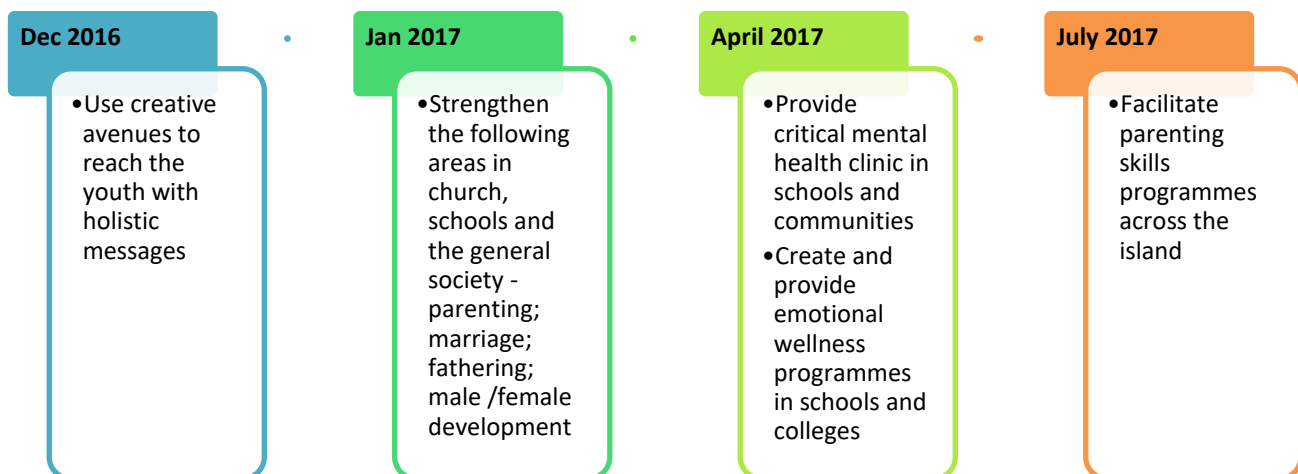 Dec 2016
•Use creative
avenues to
reach the
youth with
holistic
messages
Jan 2017
•Strengthen
the following
areas in
church,
schools and
the general
society -
parenting;
marriage;
fathering;
male /female
development
April 2017
•Provide
critical mental
health clinic in
schools and
communities
•Create and
provide
emotional
wellness
programmes
in schools and
colleges
July 2017
•Facilitate
parenting
skills
programmes
across the
island